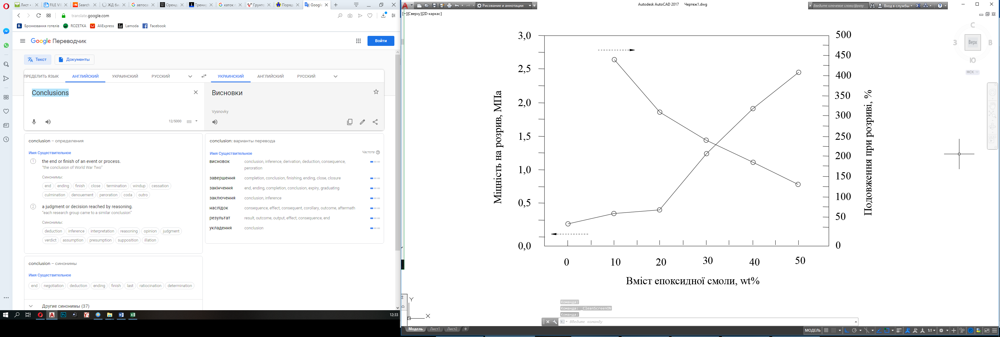 Лист •
FILE VIE
Search
ЖД би
автоса
Оренд
Тренир
каток г
Грунто
Поряд
Google
translate.google.com
Бронювання готелів
ROZETKA
AliExpress
Lamoda
Facebook
Google Переводчик
Войти
Текст
Документы
ПРЕДЕЛИТЬ ЯЗЫК
АНГЛИЙСКИЙ
УКРАИНСКИЙ
РУССКИЙ
УКРАИНСКИЙ
АНГЛИЙСКИЙ
РУССКИЙ
Conclusions
12/5000
Висновки
Vysnovky
conclusion – определения
Имя Существительное
1 the end or finish of an event or process.
"the conclusion of World War Two"
Синонимы:
end ending finish close termination windup cessation
culmination denouement peroration coda outro
2 a judgment or decision reached by reasoning.
"each research group came to a similar conclusion"
Синонимы:
deduction inference interpretation reasoning opinion judgment
verdict assumption presumption supposition illation
conclusion – синонимы
Имя Существительное
end negotiation deduction ending finish last ratiocination determination
Другие синонимы (37)
conclusion: варианты перевода
Имя Существительное
Частота
висновок conclusion, inference, derivation, deduction, consequence,
peroration
завершення completion, conclusion, finishing, ending, close, closure
закінчення end, ending, completion, conclusion, expiry, graduating
заключення conclusion, inference
наслідок consequence, effect, consequent, corollary, outcome, aftermath
результат result, outcome, output, effect, consequence, end
укладення conclusion
12:33
Рисование и аннотации
Autodesk AutoCAD 2017 Чертеж1.dwg
Введите ключевое слово/фразу
Вход в службы
[−][Сверху][2D-каркас]
С
З
Верх
В
Ю
МСК
Міцність на розрив, МПа
3,0
2,5
2,0
1,5
1,0
0,5
0,0
500
450
400
350
300
250
200
150
100
50
0
Подовження при розриві, %
0 10 20 30 40 50
Вміст епоксидної смоли, wt%
Y
X
Команда:
Команда: _CleanScreenON
Команда:
Введите команду
Модель
Лист1
Лист2
+
МОДЕЛЬ
1:1